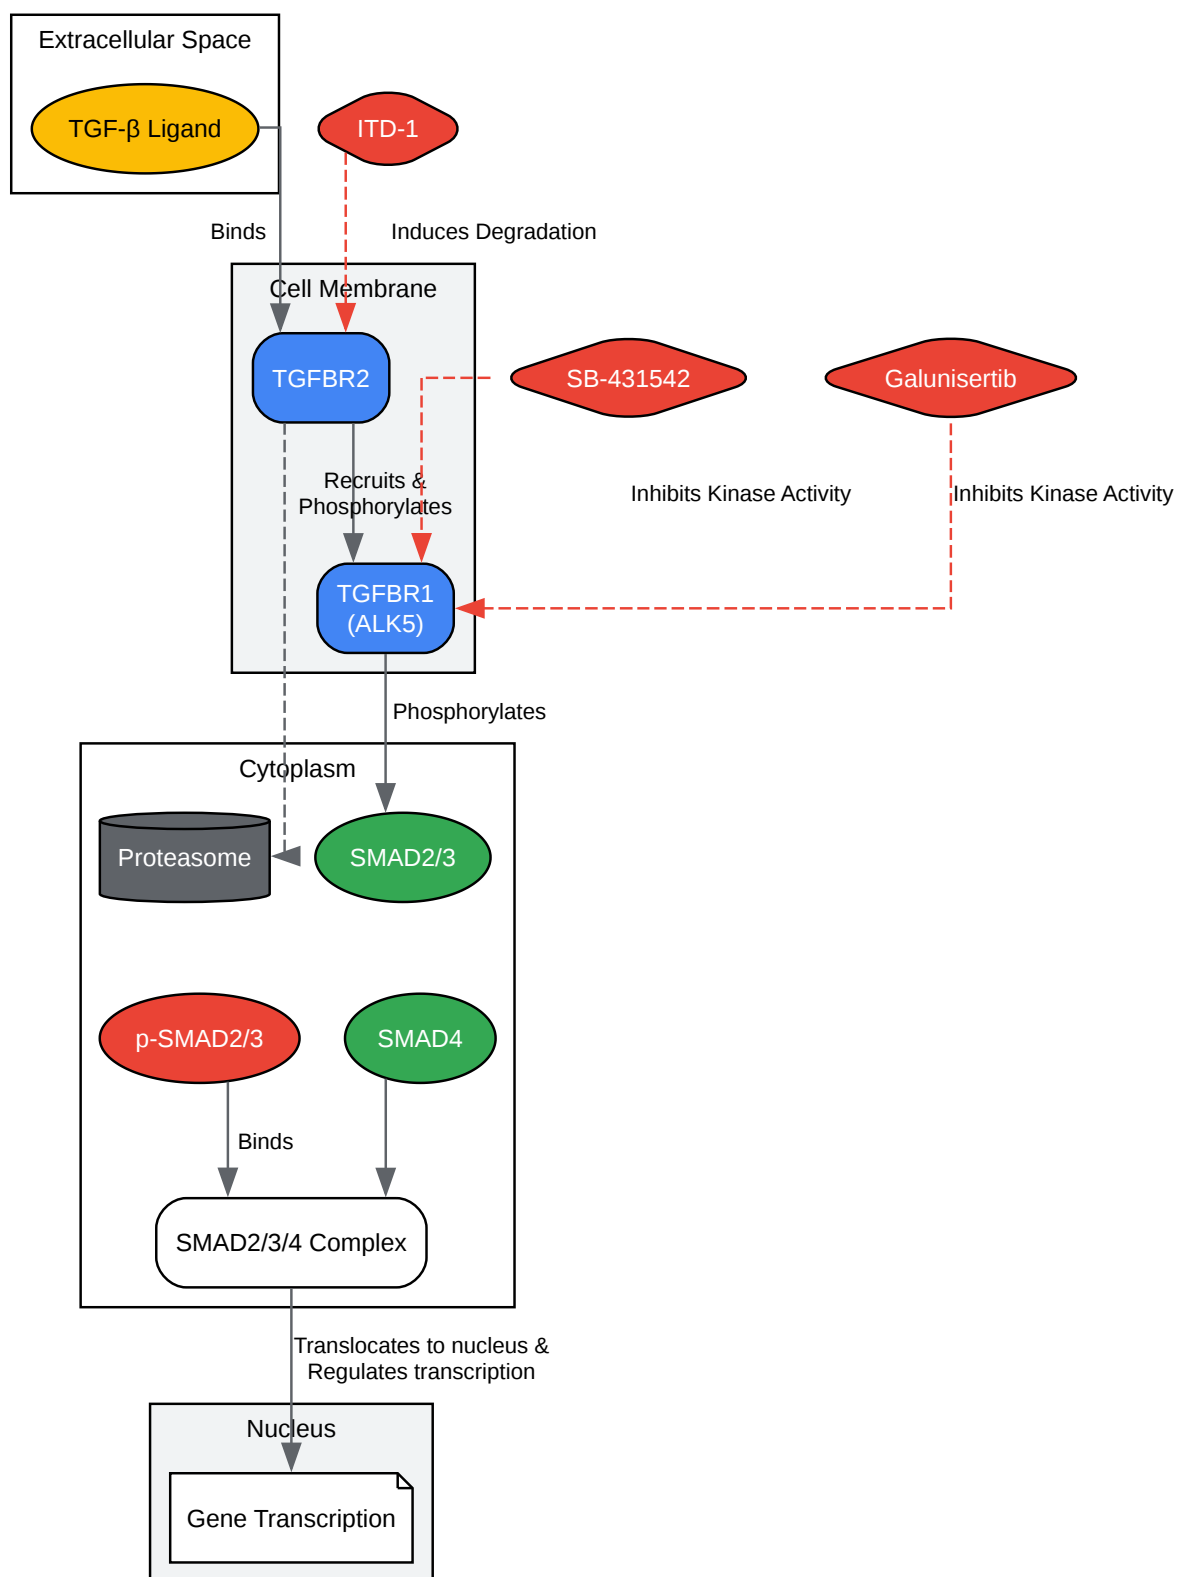 Extracellular Space
TGF-β Ligand
ITD-1
Binds
Induces Degradation
Cell Membrane
TGFBR2
SB-431542
Galunisertib
Recruits &
Phosphorylates
Inhibits Kinase Activity
Inhibits Kinase Activity
TGFBR1
(ALK5)
Phosphorylates
Cytoplasm
Proteasome
SMAD2/3
p-SMAD2/3
SMAD4
Binds
SMAD2/3/4 Complex
Translocates to nucleus &
Regulates transcription
Nucleus
Gene Transcription